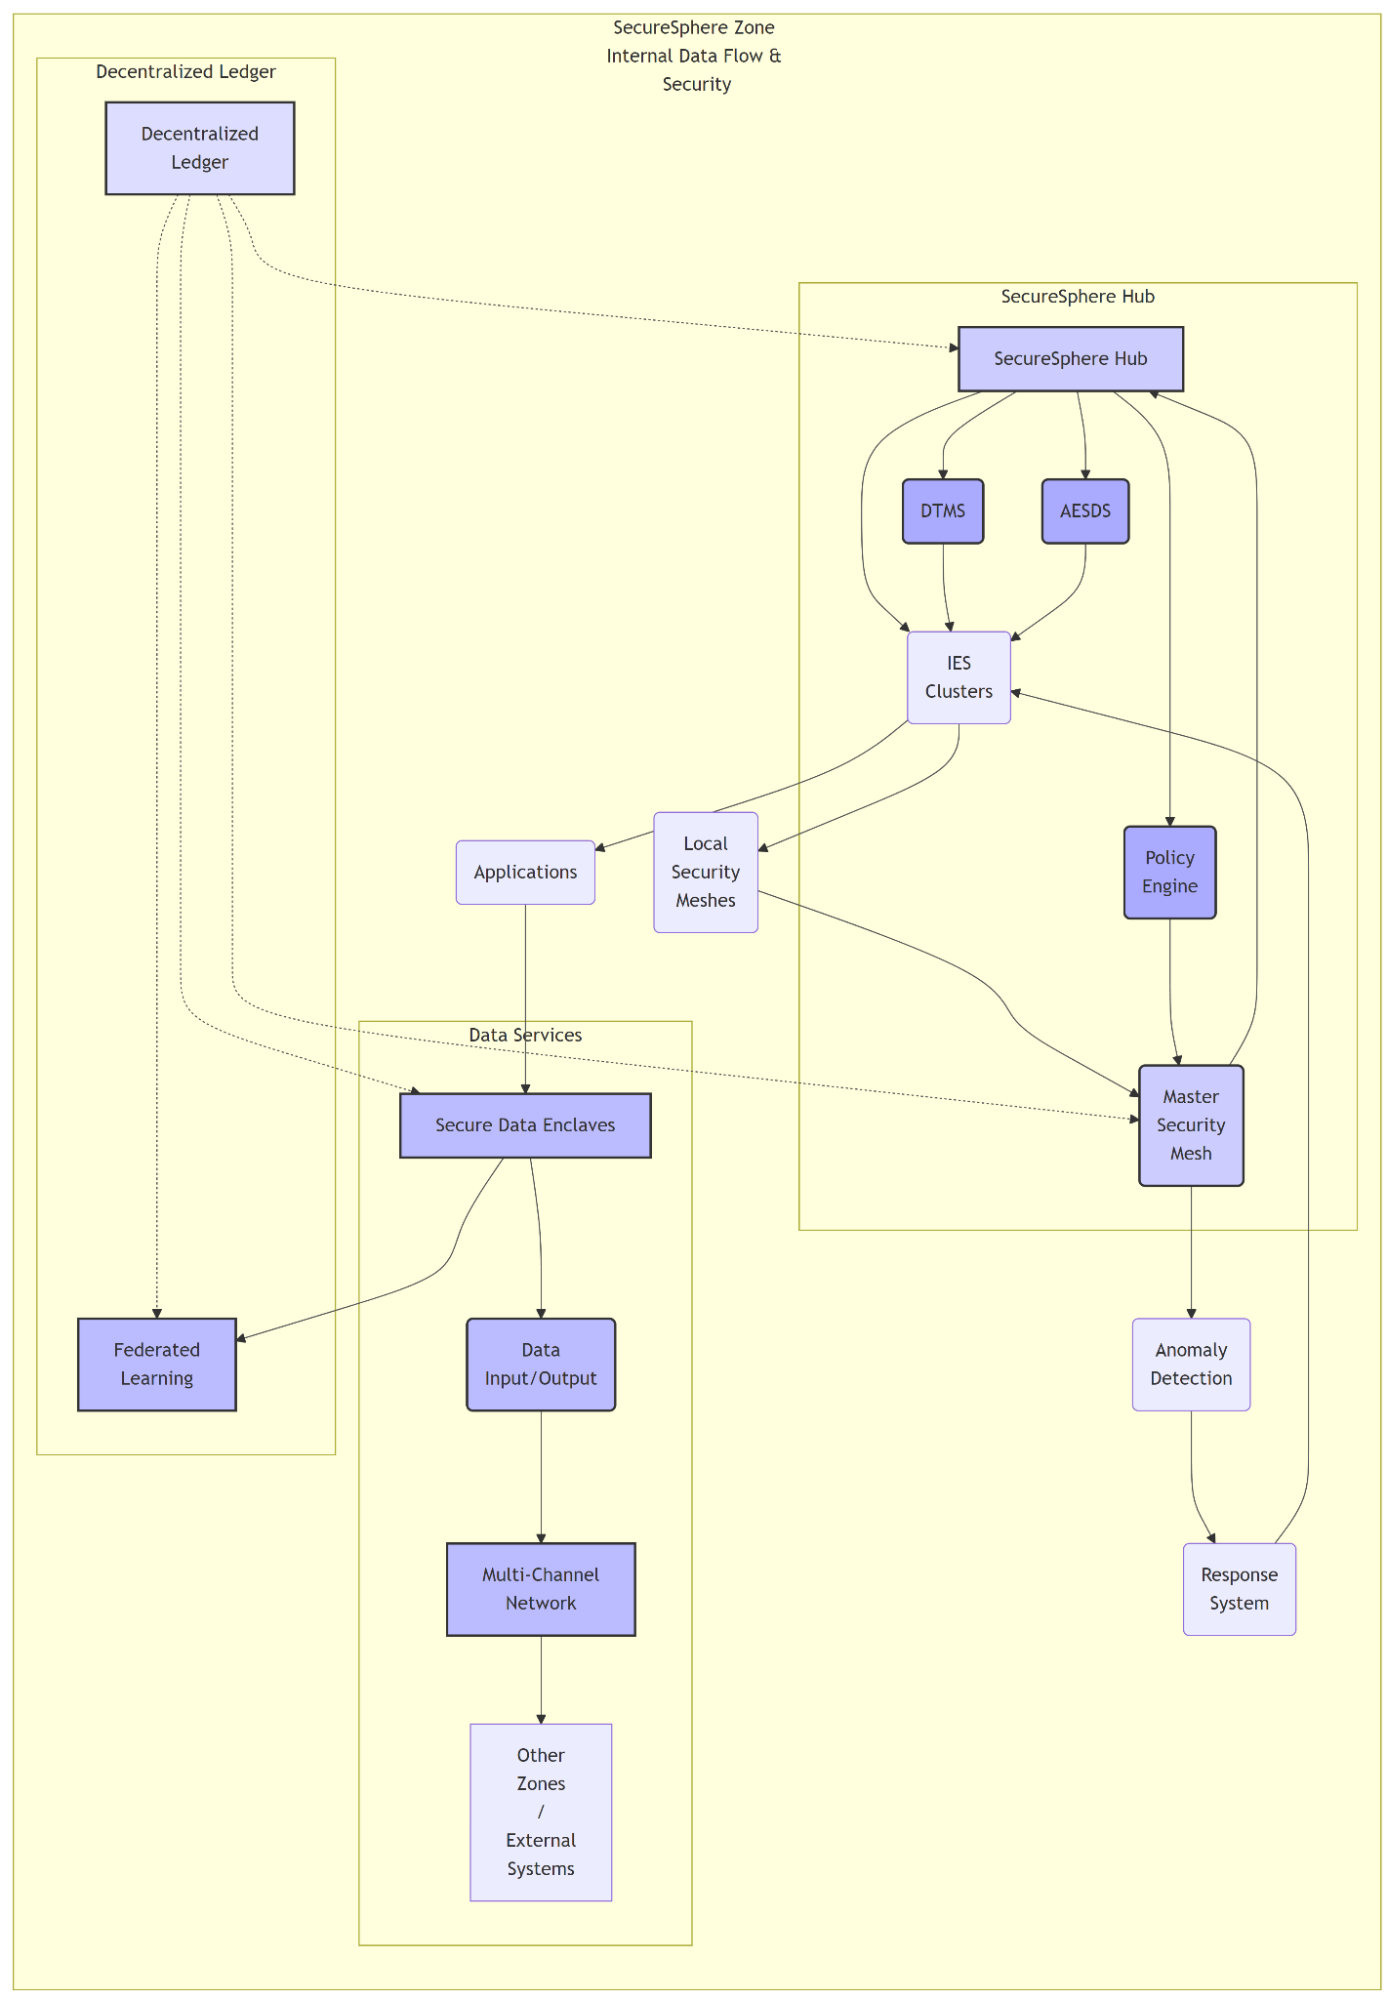 SecureSphere Zone
Internal Data Flow &
Security
Decentralized Ledger
Decentralized
Ledger
SecureSphere Hub
SecureSphere Hub
DTMS
AESDS
IES
Clusters
Applications
Local
Security
Meshes
Policy
Engine
Data Services
Secure Data Enclaves
Master
Security
Mesh
Federated
Learning
Data
Input/Output
Anomaly
Detection
Multi-Channel
Network
Response
System
Other
Zones
/
External
Systems